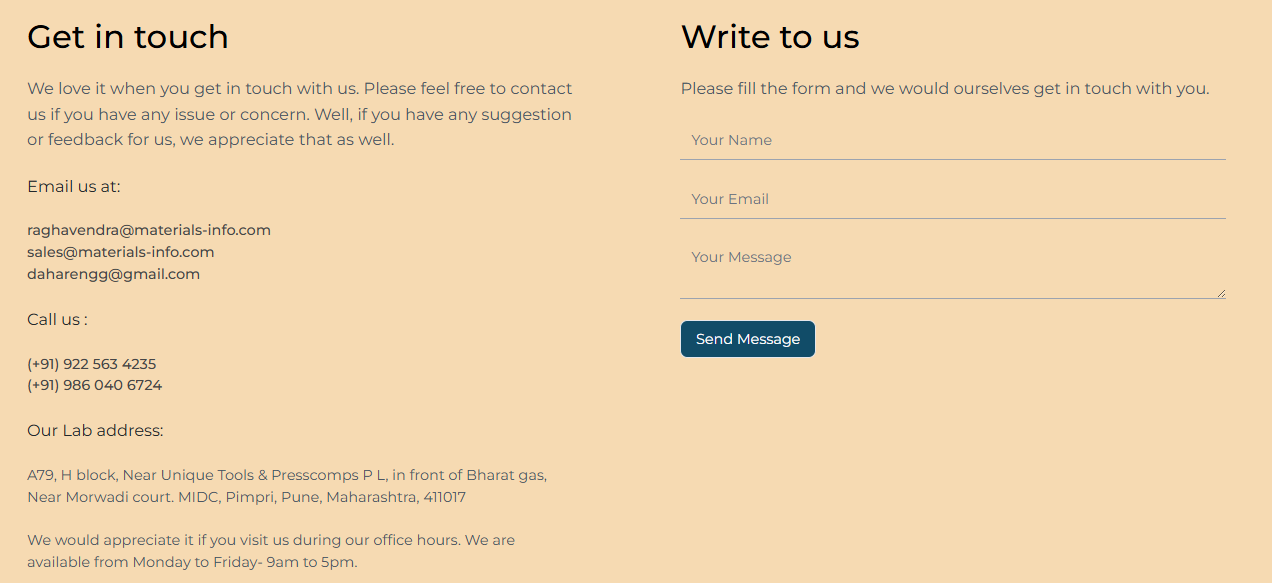 Get in touch
We love it when you get in touch with us. Please feel free to contact
us if you have any issue or concern. Well, if you have any suggestion
or feedback for us, we appreciate that as well.
Email us at:
raghavendra@materials-info.com
sales@materials-info.com
daharengg@gmail.com
Call us :
(+91) 922 563 4235
(+91) 986 040 6724
Our Lab address:
A79, H block, Near Unique Tools & Presscomps P L, in front of Bharat gas,
Near Morwadi court. MIDC, Pimpri, Pune, Maharashtra, 411017
We would appreciate it if you visit us during our office hours. We are
available from Monday to Friday- 9am to 5pm.
Write to us
Please fill the form and we would ourselves get in touch with you.
Your Name
Your Email
Your Message
Send Message